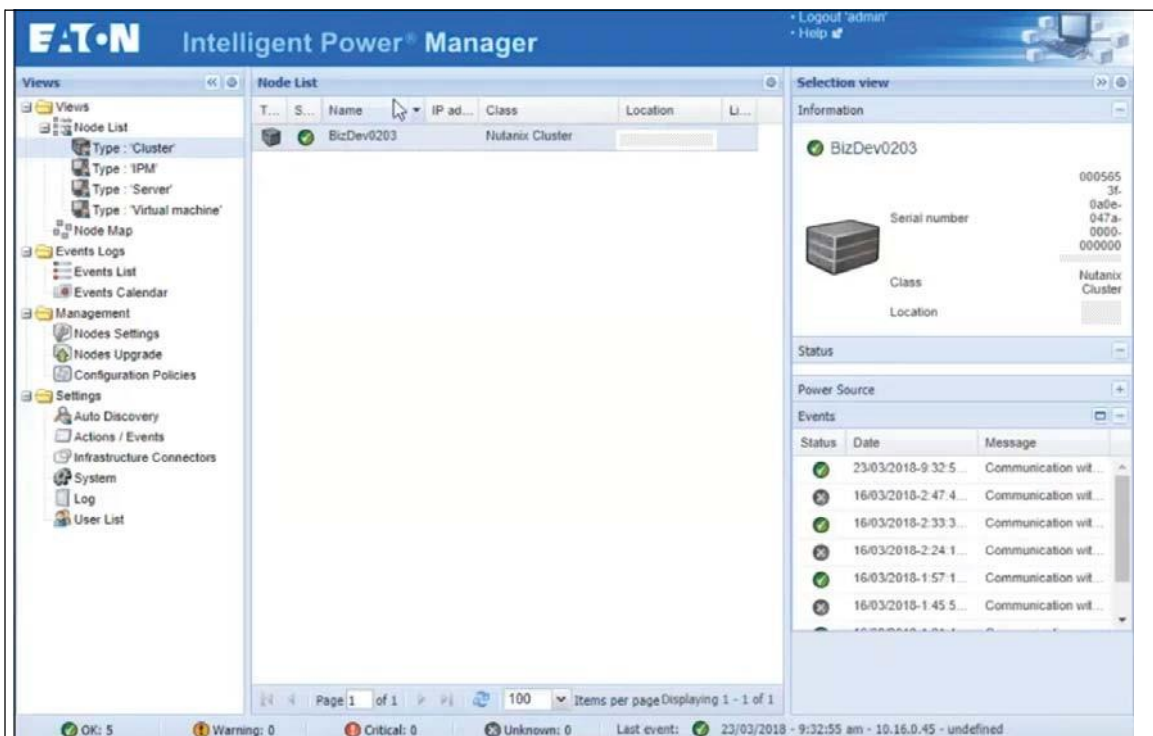 EATON Intelligent Power® Manager
• Logout 'admin'
• Help
Views
Views
Node List
Type : 'Cluster'
Type : 'IPM'
Type : 'Server'
Type : 'Virtual machine'
Node Map
Events Logs
Events List
Events Calendar
Management
Nodes Settings
Nodes Upgrade
Configuration Policies
Settings
Auto Discovery
Actions / Events
Infrastructure Connectors
System
Log
User List
Node List
T... S... Name IP ad... Class Location Li...
BizDev0203 Nutanix Cluster
Page 1 of 1 100 Items per page Displaying 1 - 1 of 1
Selection view
Information
BizDev0203
Serial number
000565
3f-
0a0e-
047a-
0000-
000000
Class
Nutanix
Cluster
Location
Status
Power Source
Events
Status Date Message
23/03/2018-9:32:5... Communication wit...
16/03/2018-2:47:4... Communication wit...
16/03/2018-2:33:3... Communication wit...
16/03/2018-2:24:1... Communication wit...
16/03/2018-1:57:1... Communication wit...
16/03/2018-1:45:5... Communication wit...
OK: 5 Warning: 0 Critical: 0 Unknown: 0 Last event: 23/03/2018 - 9:32:55 am - 10.16.0.45 - undefined